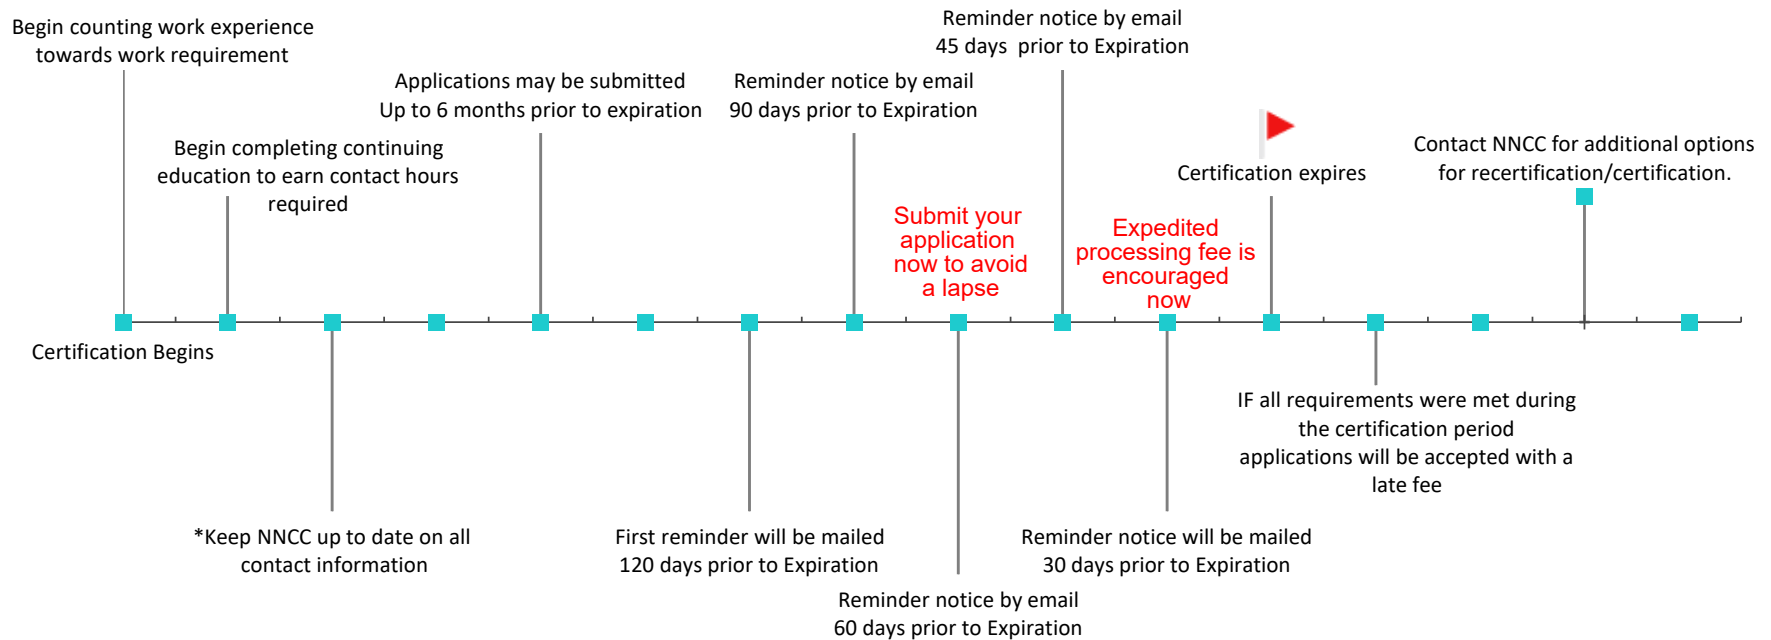 Begin counting work experience
towards work requirement
Certification Begins
Begin completing continuing
education to earn contact hours
required
*Keep NNCC up to date on all
contact information
Applications may be submitted
Up to 6 months prior to expiration
First reminder will be mailed
120 days prior to Expiration
Reminder notice by email
90 days prior to Expiration
Submit your
application
now to avoid
a lapse
Reminder notice by email
60 days prior to Expiration
Reminder notice by email
45 days  prior to Expiration
Expedited
processing fee is
encouraged
now
Reminder notice will be mailed
30 days prior to Expiration
Certification expires
IF all requirements were met during
the certification period
applications will be accepted with a
late fee
Contact NNCC for additional options
for recertification/certification.